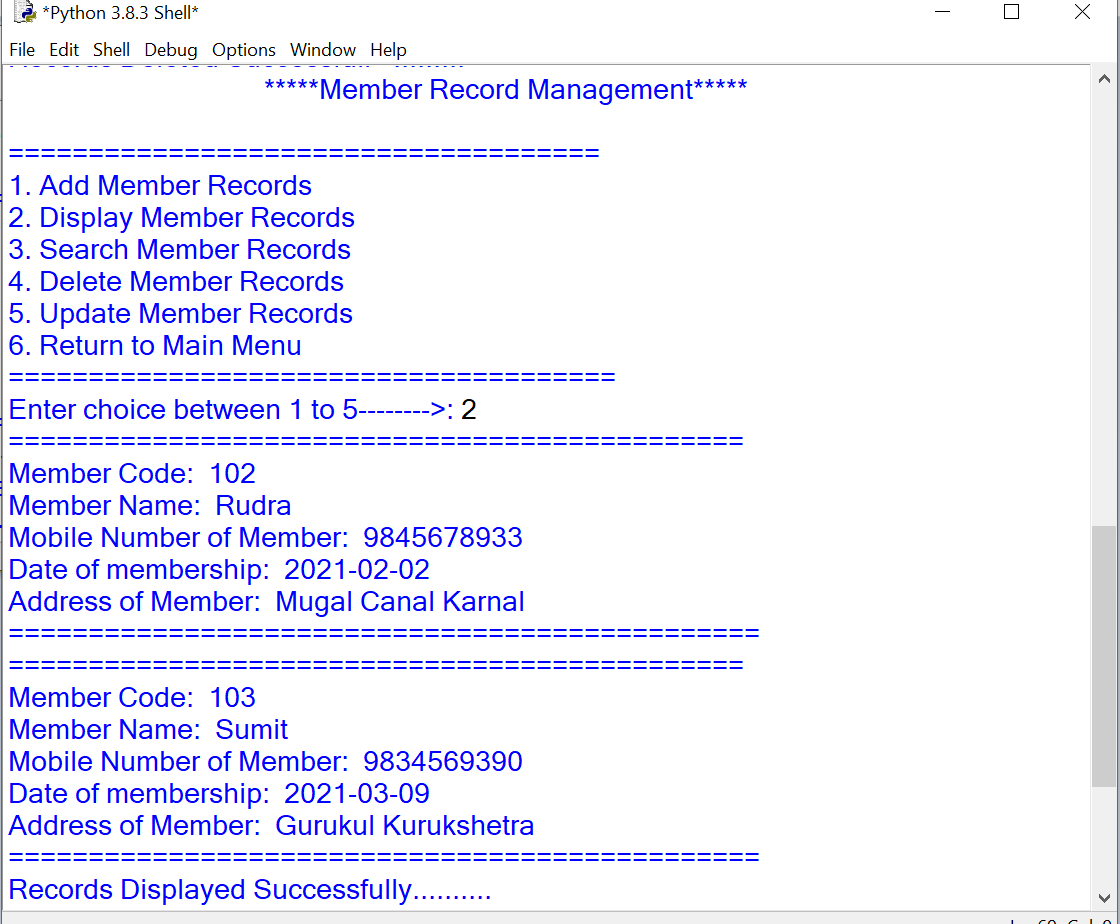 *Python 3.8.3 Shell*
File Edit Shell Debug Options Window Help
Records Deleted
*****Member Record Management*****
=====================================
1. Add Member Records
2. Display Member Records
3. Search Member Records
4. Delete Member Records
5. Update Member Records
6. Return to Main Menu
======================================
Enter choice between 1 to 5-------->: 2
==============================================
Member Code:  102
Member Name:  Rudra
Mobile Number of Member:  9845678933
Date of membership:  2021-02-02
Address of Member:  Mugal Canal Karnal
===============================================
==============================================
Member Code:  103
Member Name:  Sumit
Mobile Number of Member:  9834569390
Date of membership:  2021-03-09
Address of Member:  Gurukul Kurukshetra
===============================================
Records Displayed Successfully..........